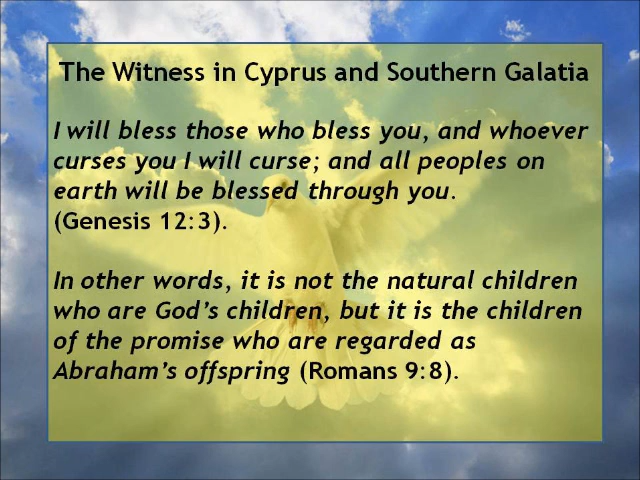 The Witness in Cyprus and Southern Galatia
I will bless those who bless you, and whoever
curses you I will curse; and all peoples on
earth will be blessed through you.
(Genesis 12:3).
In other words, it is not the natural children
who are God’s children, but it is the children
of the promise who are regarded as
Abraham’s offspring (Romans 9:8).